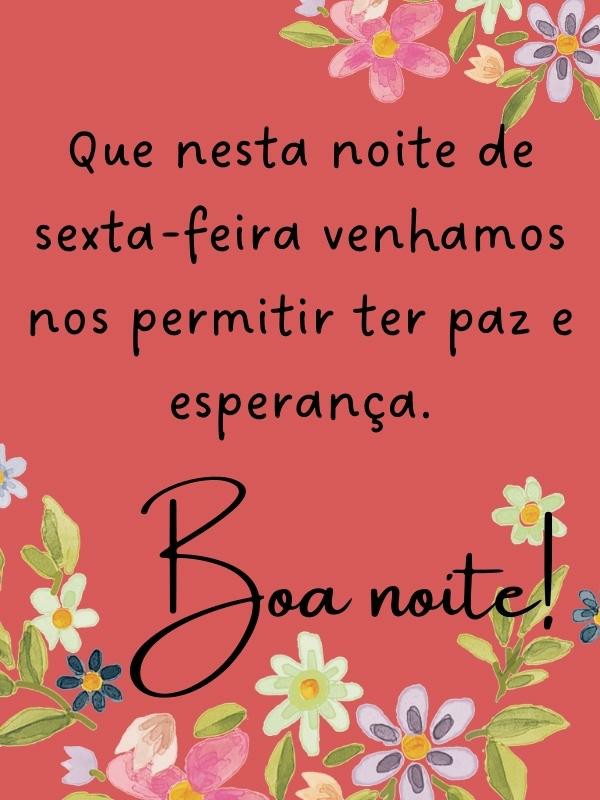 Que nesta noite de
sexta-feira venhamos
nos permitir ter paz e
esperança.
Boa noite!